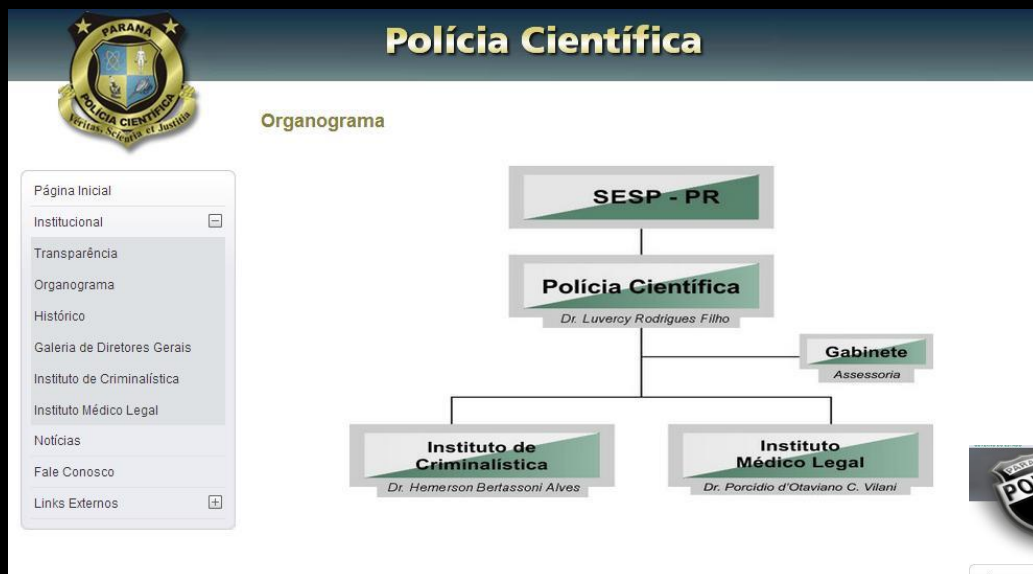 PARANÁ
Polícia Científica
POLÍCIA CIENTÍFICA
Véritas, Scientia et Justitia
Organograma
Página Inicial
Institucional
Transparência
Organograma
Histórico
Galeria de Diretores Gerais
Instituto de Criminalística
Instituto Médico Legal
Notícias
Fale Conosco
Links Externos
SESP - PR
Polícia Científica
Dr. Luvercy Rodrigues Filho
Gabinete
Assessoria
Instituto de
Criminalística
Dr. Hemerson Bertassoni Alves
Instituto
Médico Legal
Dr. Porcídio d'Otaviano C. Vilani